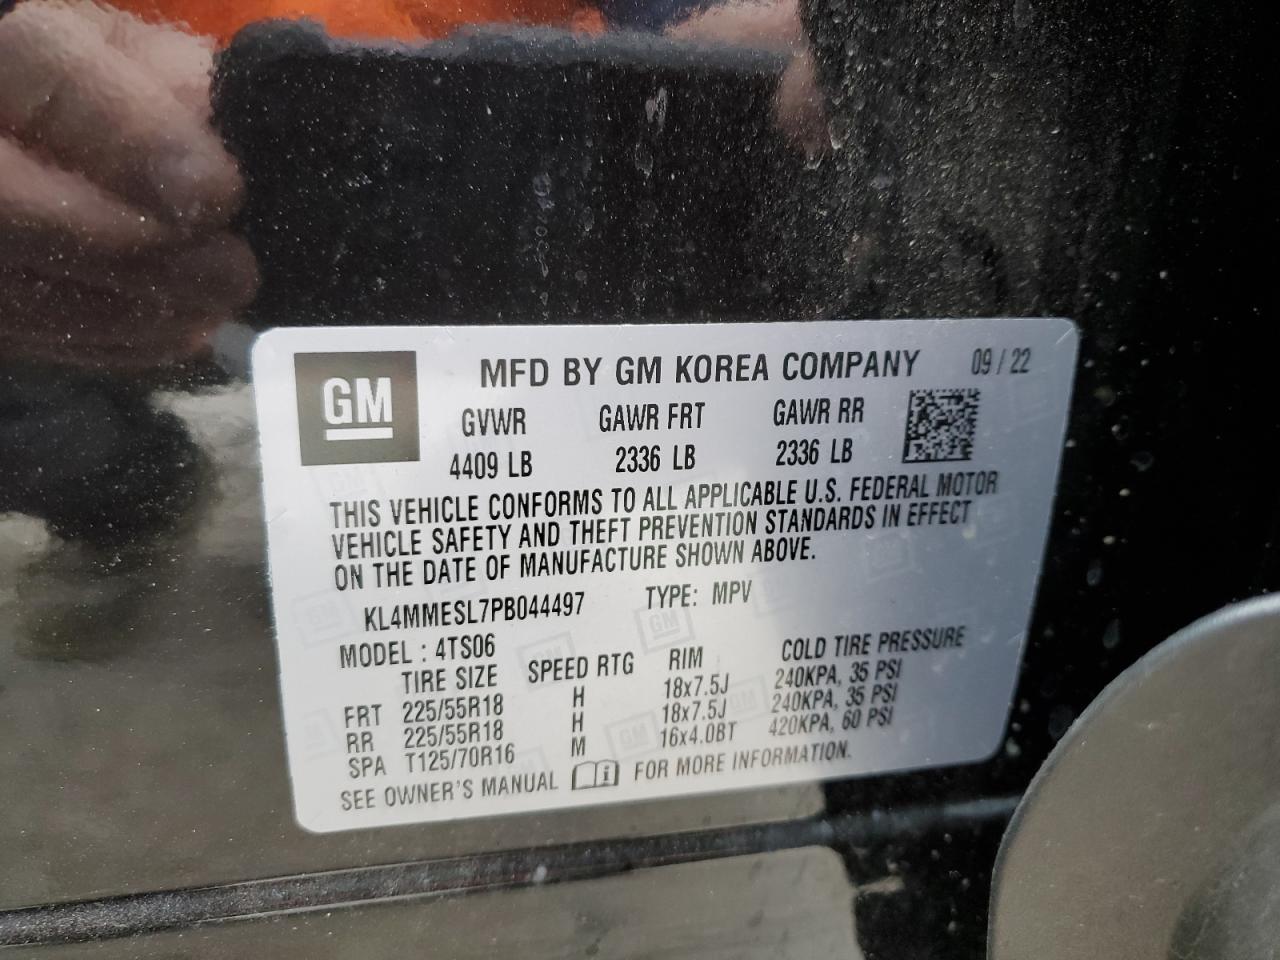 GM
MFD BY GM KOREA COMPANY 09/22
GVWR GAWR FRT GAWR RR
4409 LB 2336 LB 2336 LB
THIS VEHICLE CONFORMS TO ALL APPLICABLE U.S. FEDERAL MOTOR
VEHICLE SAFETY AND THEFT PREVENTION STANDARDS IN EFFECT
ON THE DATE OF MANUFACTURE SHOWN ABOVE.
KL4MMESL7PB044497 TYPE: MPV
MODEL : 4TS06
TIRE SIZE SPEED RTG RIM COLD TIRE PRESSURE
FRT 225/55R18 H 18x7.5J 240KPA, 35 PSI
RR 225/55R18 H 18x7.5J 240KPA, 35 PSI
SPA T125/70R16 M 16x4.0BT 420KPA, 60 PSI
SEE OWNER'S MANUAL FOR MORE INFORMATION.